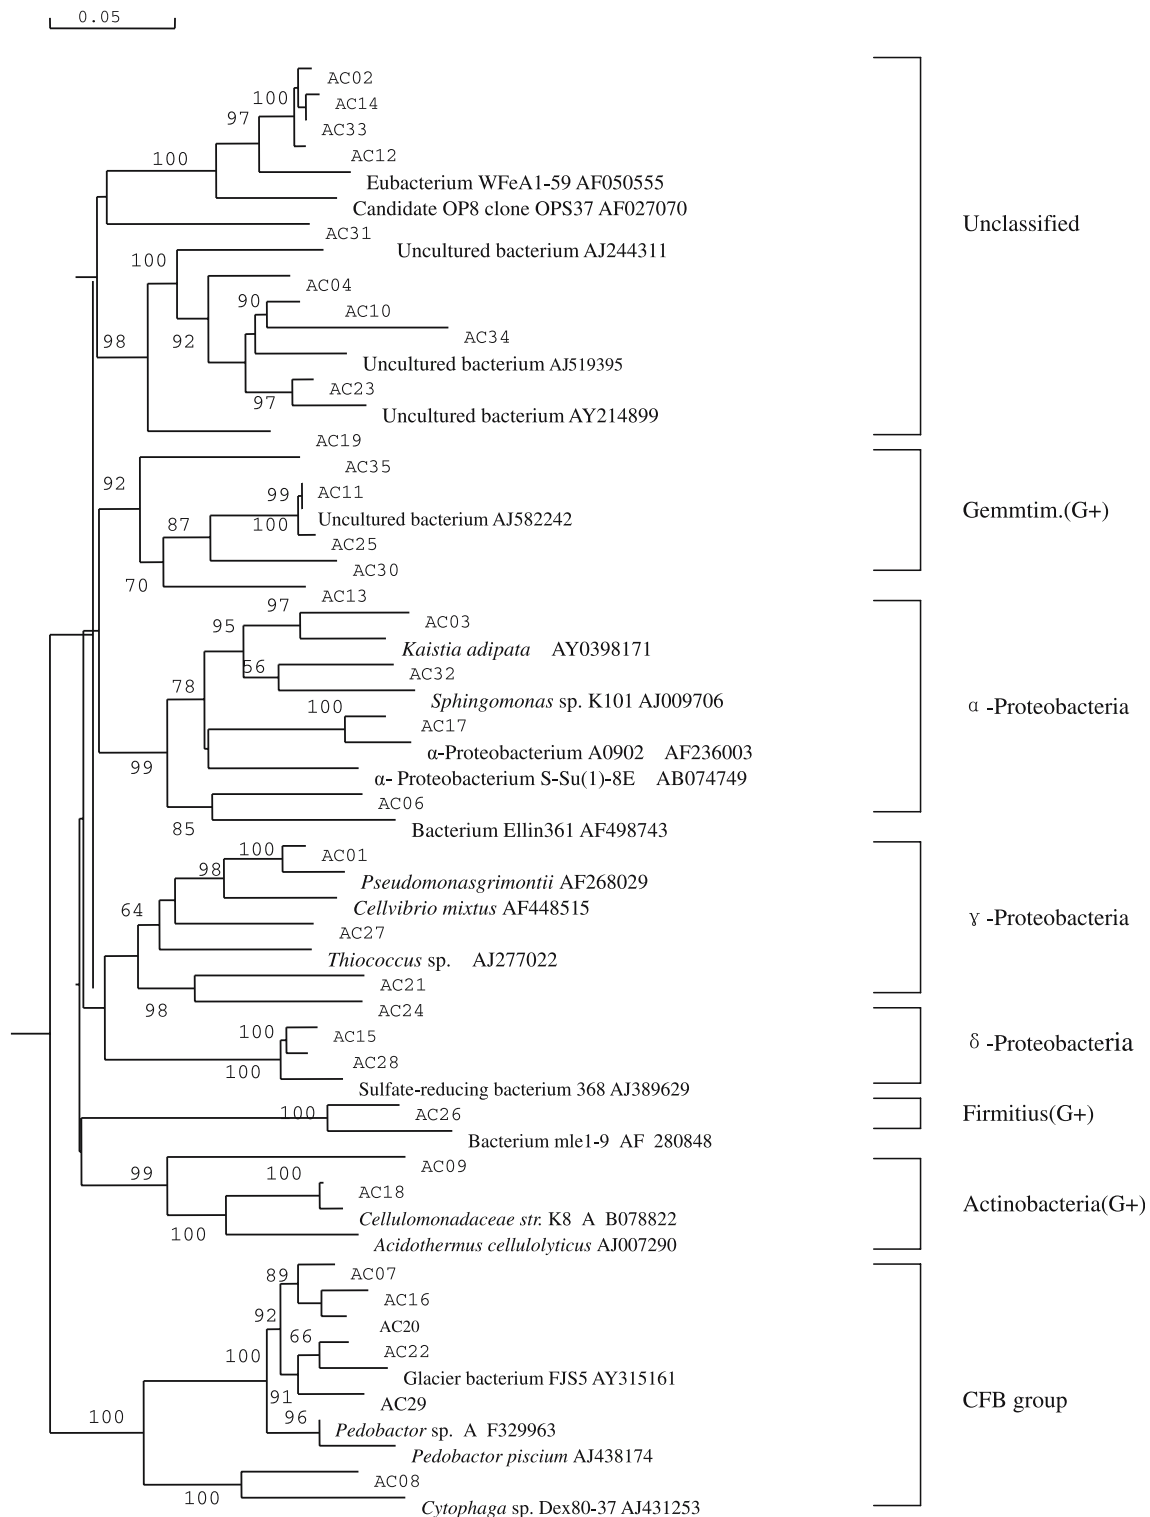 0.05
AC02
100
AC14
97
AC33
100
AC12
Eubacterium WFeA1-59 AF050555
Candidate OP8 clone OPS37 AF027070
Unclassified
AC31
Uncultured bacterium AJ244311
100
AC04
90
AC10
98
92
AC34
Uncultured bacterium AJ519395
AC23
97
Uncultured bacterium AY214899
AC19
AC35
92
99
AC11
Gemmtim.(G+)
Uncultured bacterium AJ582242
87
100
AC25
AC30
70
AC13
97
AC03
95
Kaistia adipata AY0398171
56
AC32
78
Sphingomonas sp. K101 AJ009706
α -Proteobacteria
100
AC17
α-Proteobacterium A0902 AF236003
99
α- Proteobacterium S-Su(1)-8E AB074749
AC06
85
Bacterium Ellin361 AF498743
100
AC01
98
Pseudomonasgrimontii AF268029
Cellvibrio mixtus AF448515
64
γ -Proteobacteria
AC27
Thiococcus sp. AJ277022
AC21
98
AC24
100
AC15
δ -Proteobacteria
AC28
100
Sulfate-reducing bacterium 368 AJ389629
100
AC26
Firmitius(G+)
Bacterium mle1-9 AF 280848
AC09
99
100
AC18
Actinobacteria(G+)
Cellulomonadaceae str. K8 A B078822
100
Acidothermus cellulolyticus AJ007290
89
AC07
AC16
92
AC20
66
AC22
100
Glacier bacterium FJS5 AY315161
91
AC29
CFB group
100
96
Pedobactor sp. A F329963
Pedobactor piscium AJ438174
AC08
100
Cytophaga sp. Dex80-37 AJ431253